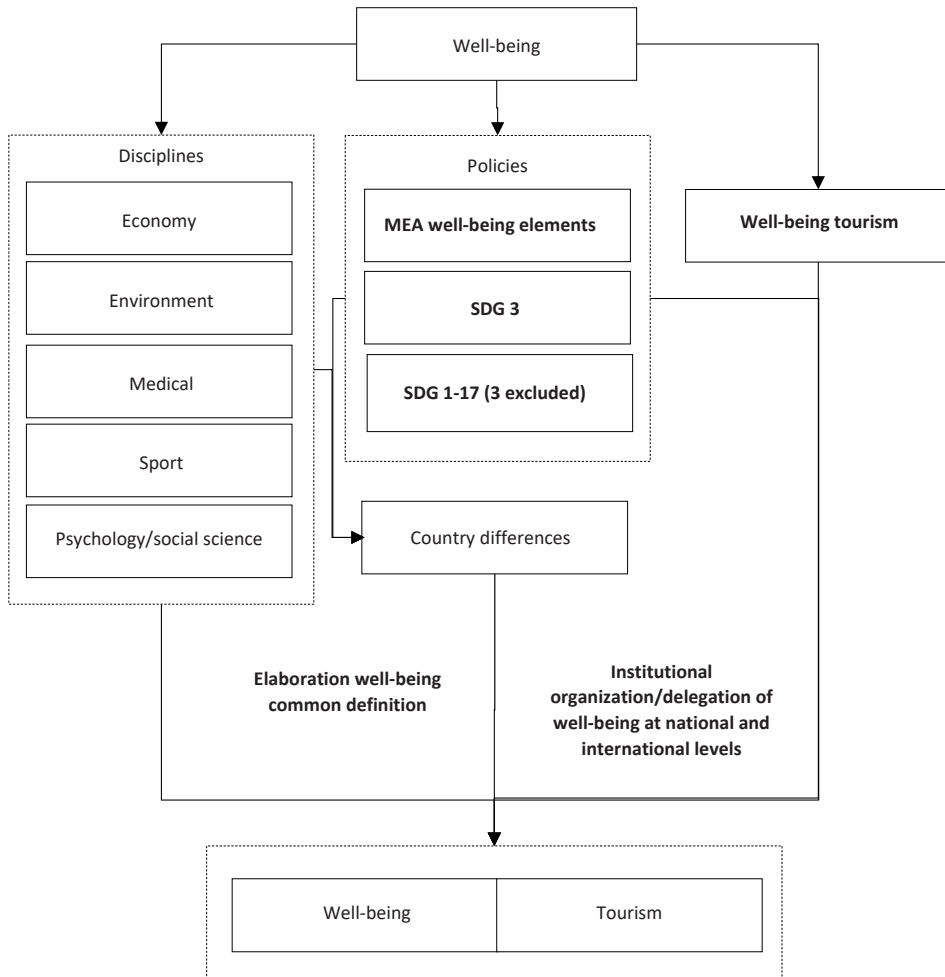 Well-being
Disciplines
Economy
Environment
Medical
Sport
Psychology/social science
Policies
MEA well-being elements
SDG 3
SDG 1-17 (3 excluded)
Well-being tourism
Country differences
Elaboration well-being
common definition
Institutional
organization/delegation of
well-being at national and
international levels
Well-being
Tourism